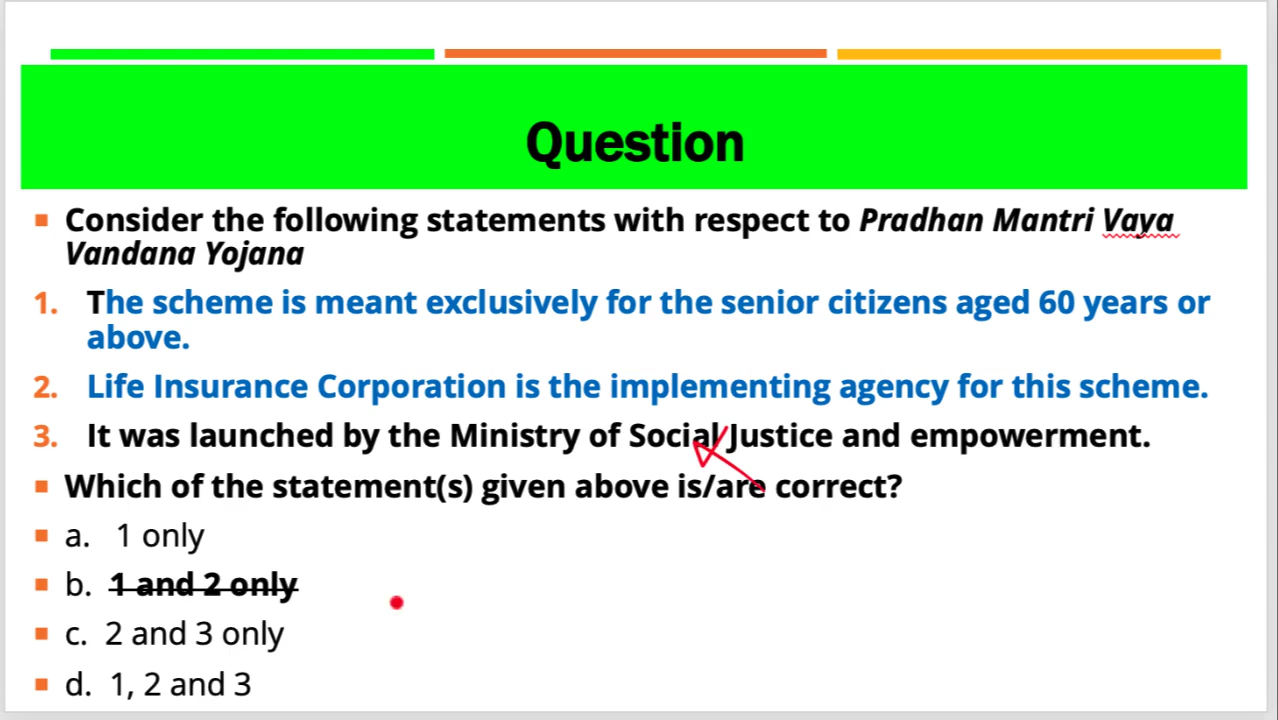 Question
Consider the following statements with respect to Pradhan Mantri Vaya
Vandana Yojana
1. The scheme is meant exclusively for the senior citizens aged 60 years or
above.
2. Life Insurance Corporation is the implementing agency for this scheme.
3. It was launched by the Ministry of Social Justice and empowerment.
Which of the statement(s) given above is/are correct?
a. 1 only
b. 1 and 2 only
c. 2 and 3 only
d. 1, 2 and 3